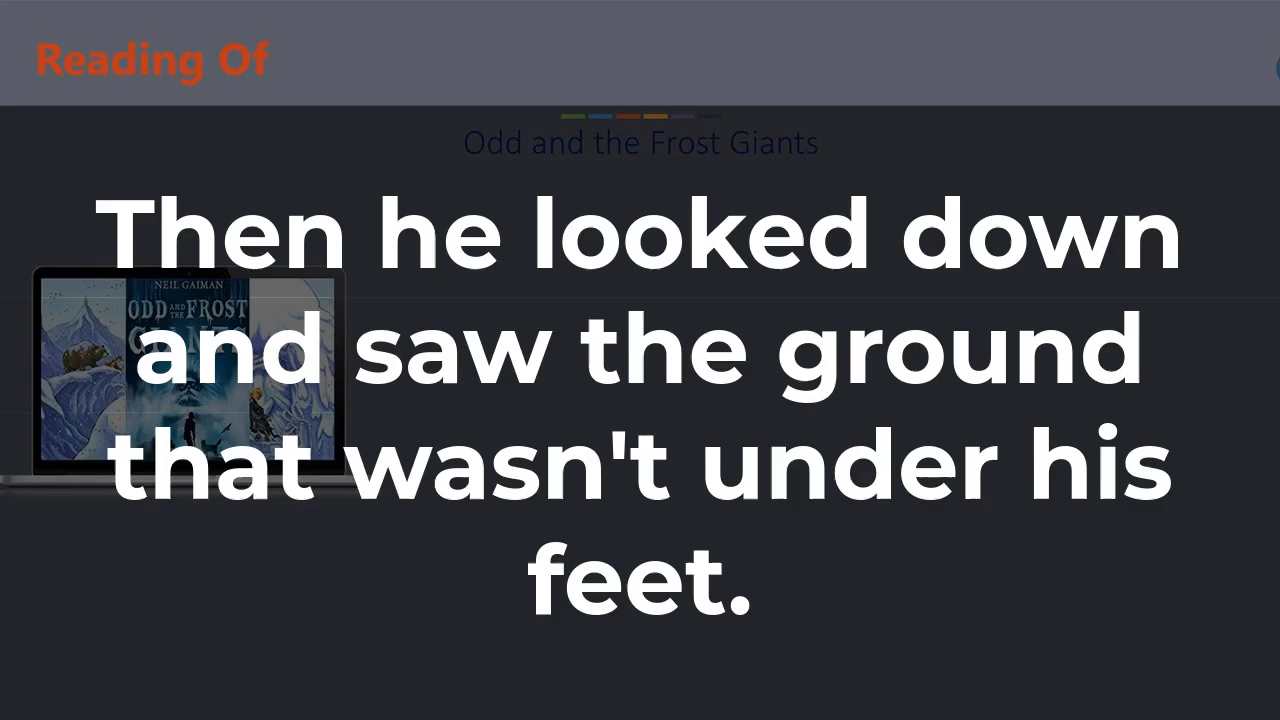 Reading Of
Odd and the Frost Giants
Then he looked down
and saw the ground
that wasn't under his
feet.
NEIL GAIMAN
ODD AND THE FROST
GIANTS